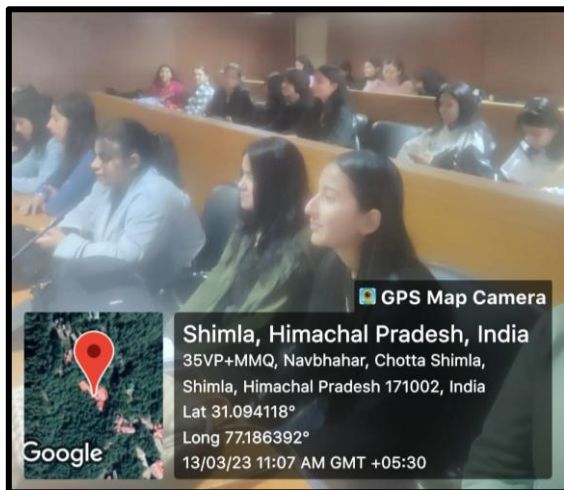 GPS Map Camera
Shimla, Himachal Pradesh, India
35VP+MMQ, Navbhahar, Chotta Shimla,
Shimla, Himachal Pradesh 171002, India
Lat 31.094118°
Long 77.186392°
13/03/23 11:07 AM GMT +05:30
Google